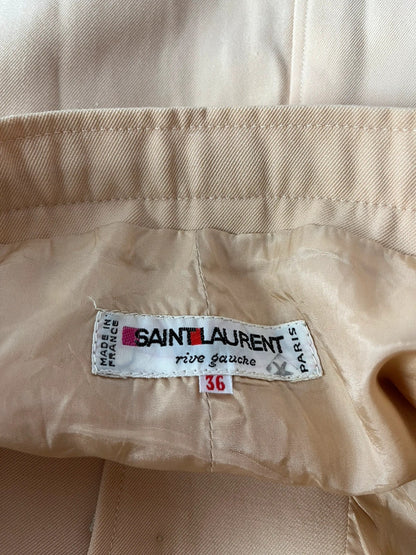 MADE IN
FRANCE
SAINT LAURENT
rive gauche
PARIS
36